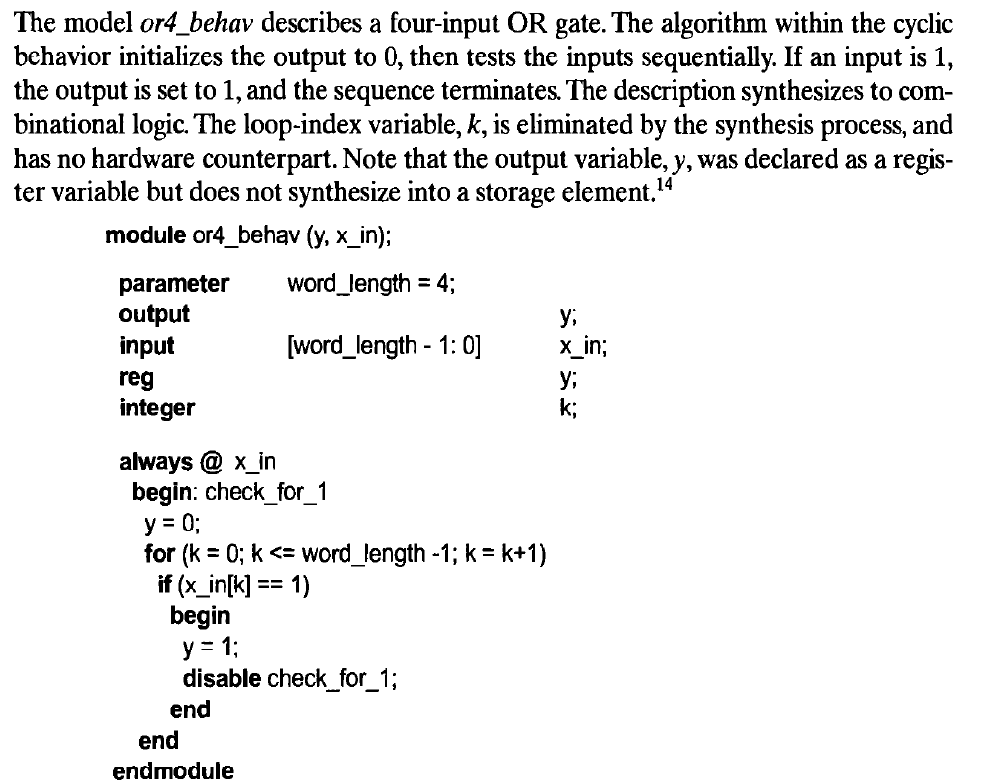 The model or4_behav describes a four-input OR gate. The algorithm within the cyclic
behavior initializes the output to 0, then tests the inputs sequentially. If an input is 1,
the output is set to 1, and the sequence terminates. The description synthesizes to com-
binational logic. The loop-index variable, k, is eliminated by the synthesis process, and
has no hardware counterpart. Note that the output variable, y, was declared as a regis-
ter variable but does not synthesize into a storage element.14
module or4_behav (y, x_in);
parameter word_length = 4;
output y;
input [word_length - 1: 0] x_in;
reg y;
integer k;
always @ x_in
begin: check_for_1
y = 0;
for (k = 0; k <= word_length -1; k = k+1)
if (x_in[k] == 1)
begin
y = 1;
disable check_for_1;
end
end
endmodule